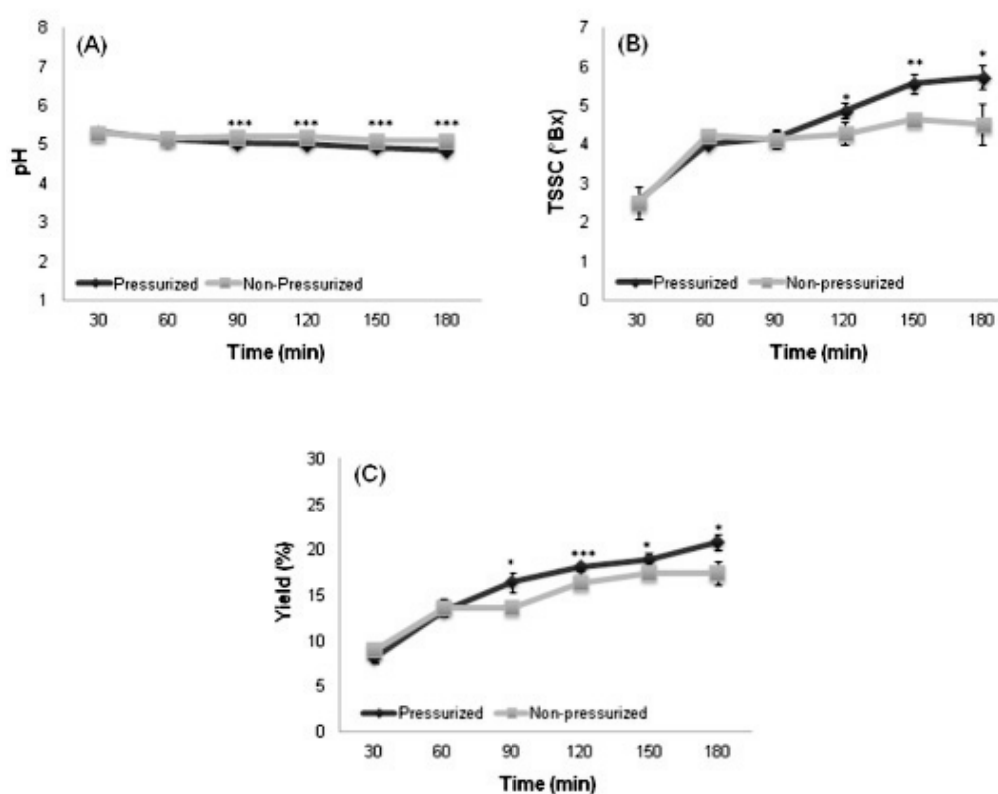 (A)
pH
8
7
6
5
4
3
2
1
*** *** *** ***
Pressurized Non-Pressurized
30 60 90 120 150 180
Time (min)
(B)
TSSC (°Bx)
7
6
5
4
3
2
1
0
* ** *
Pressurized Non-pressurized
30 60 90 120 150 180
Time (min)
(C)
Yield (%)
30
25
20
15
10
5
0
* *** * *
Pressurized Non-pressurized
30 60 90 120 150 180
Time (min)